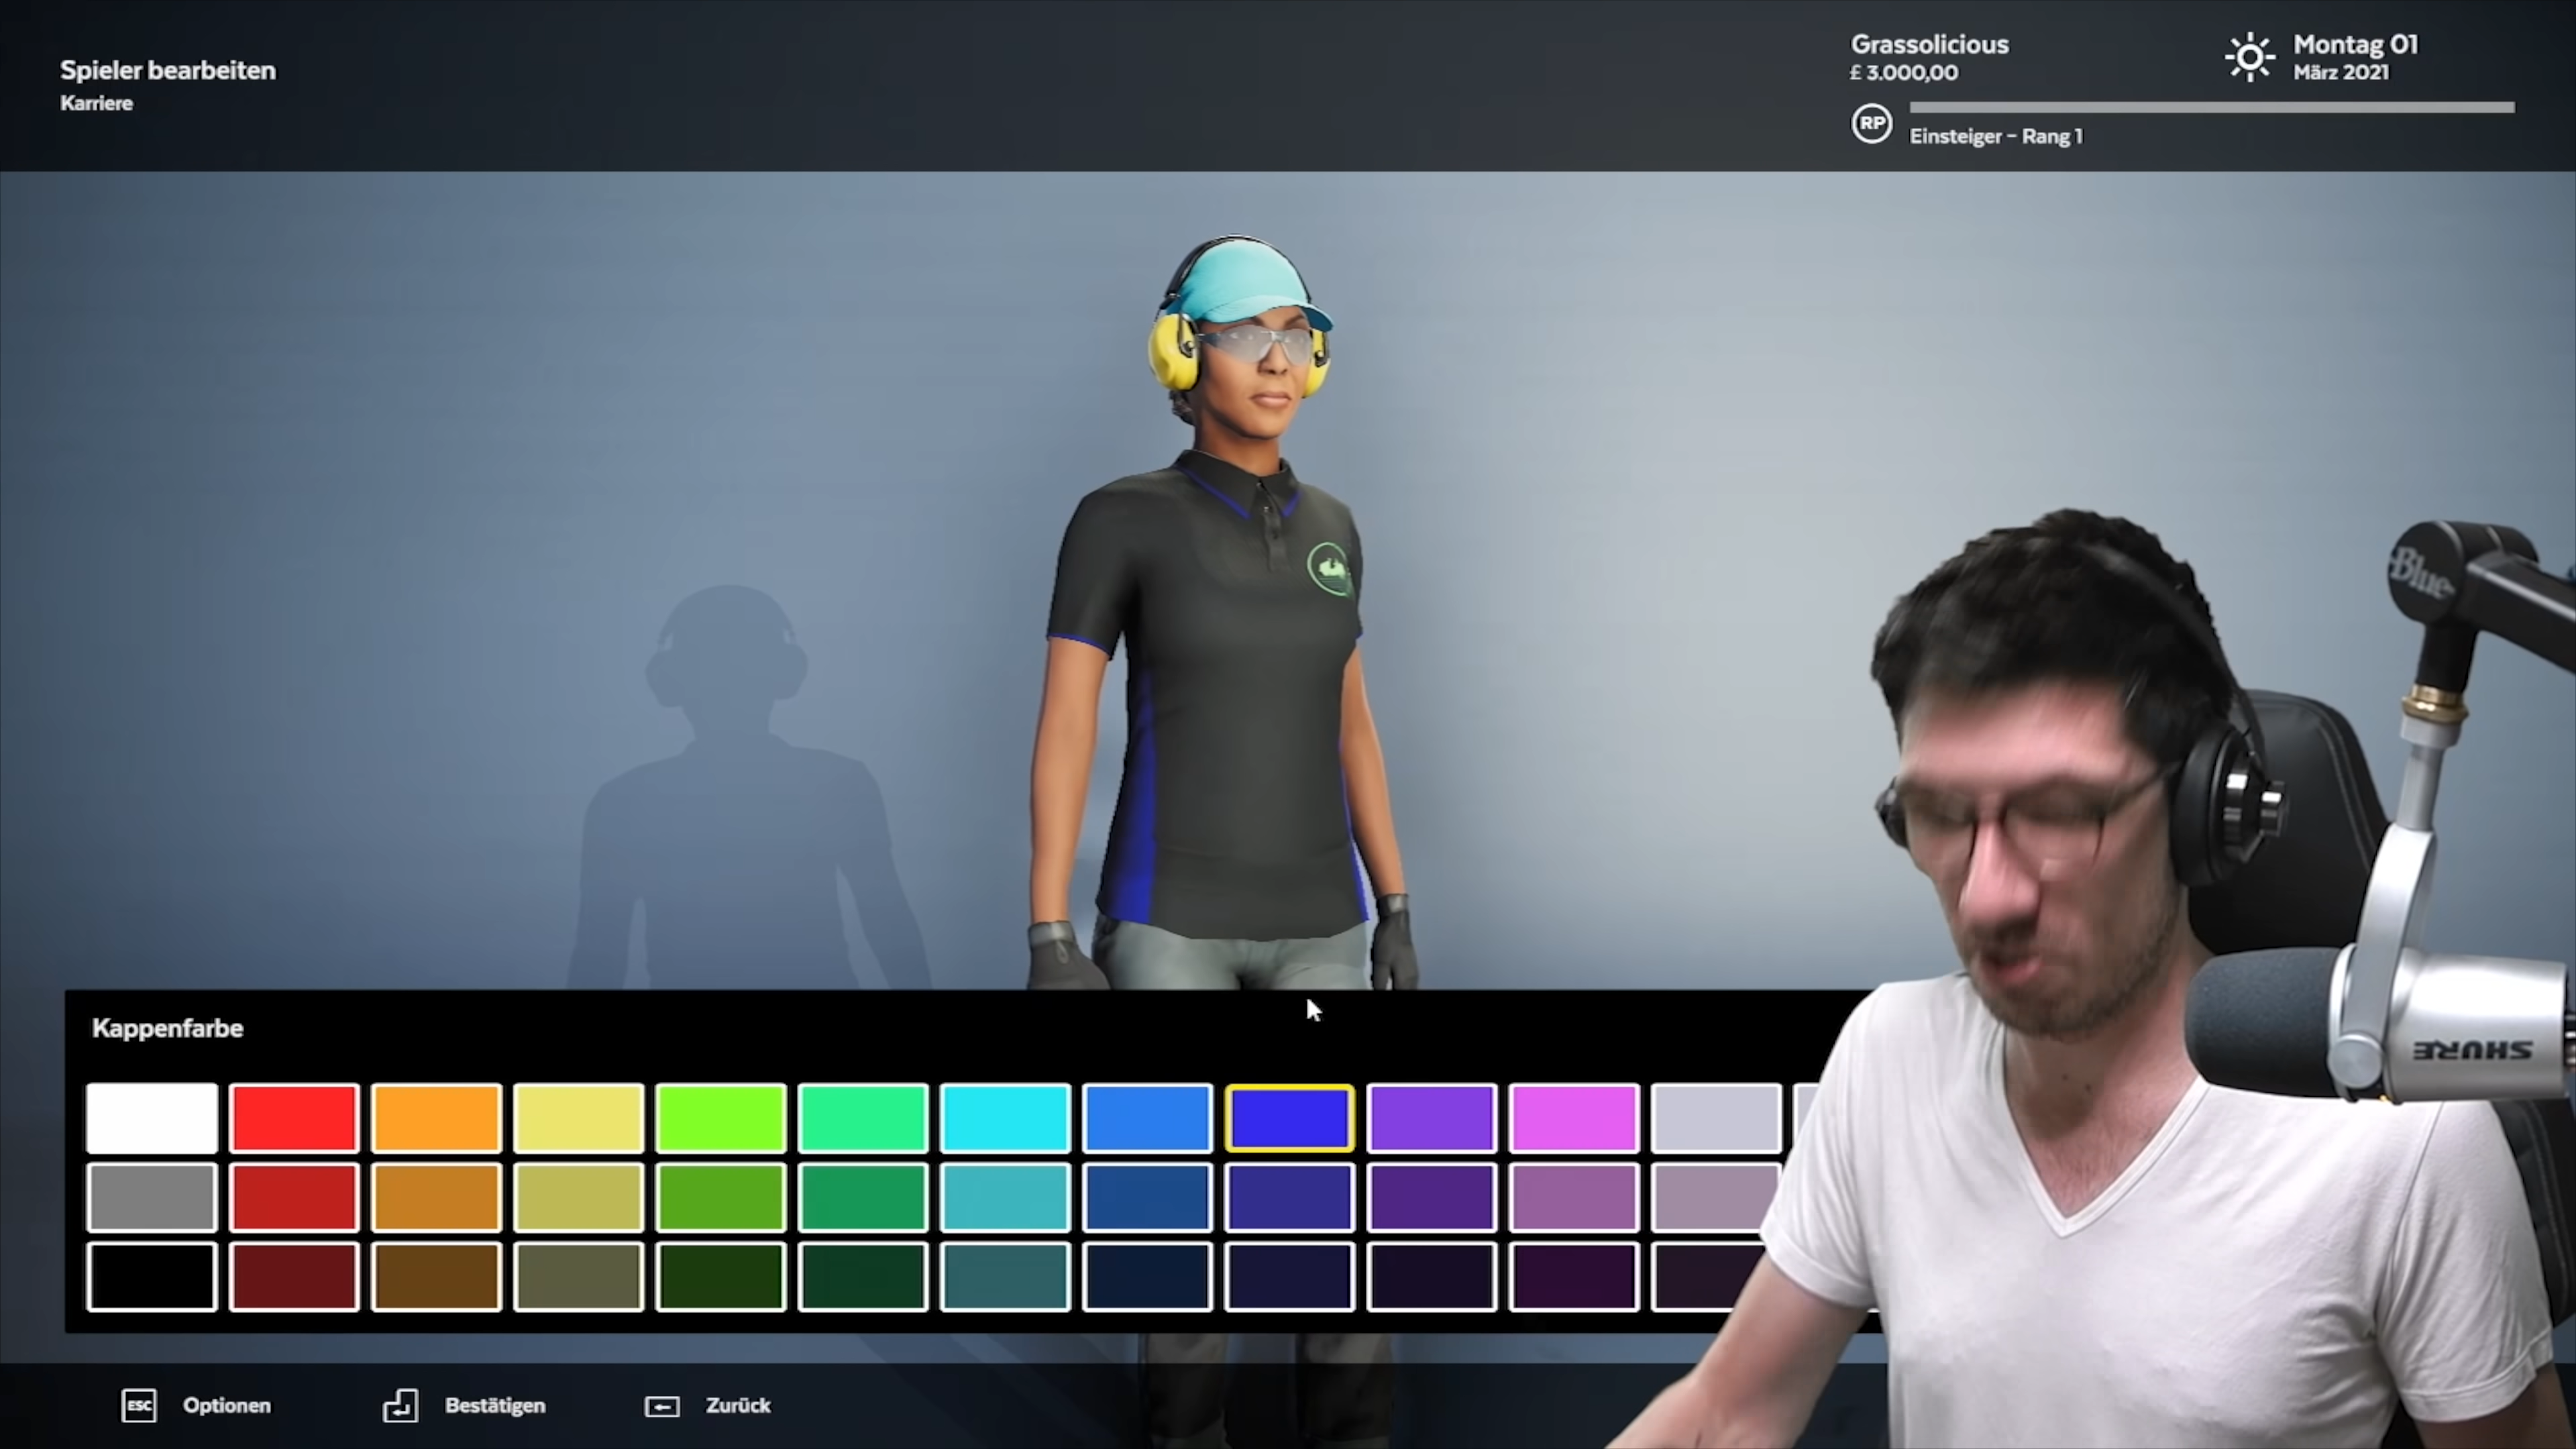 Spieler bearbeiten
Karriere
Grassolicious
£ 3.000,00
Montag 01
März 2021
RP
Einsteiger – Rang 1
Blue
SHURE
Kappenfarbe
ESC Optionen
Bestätigen
Zurück